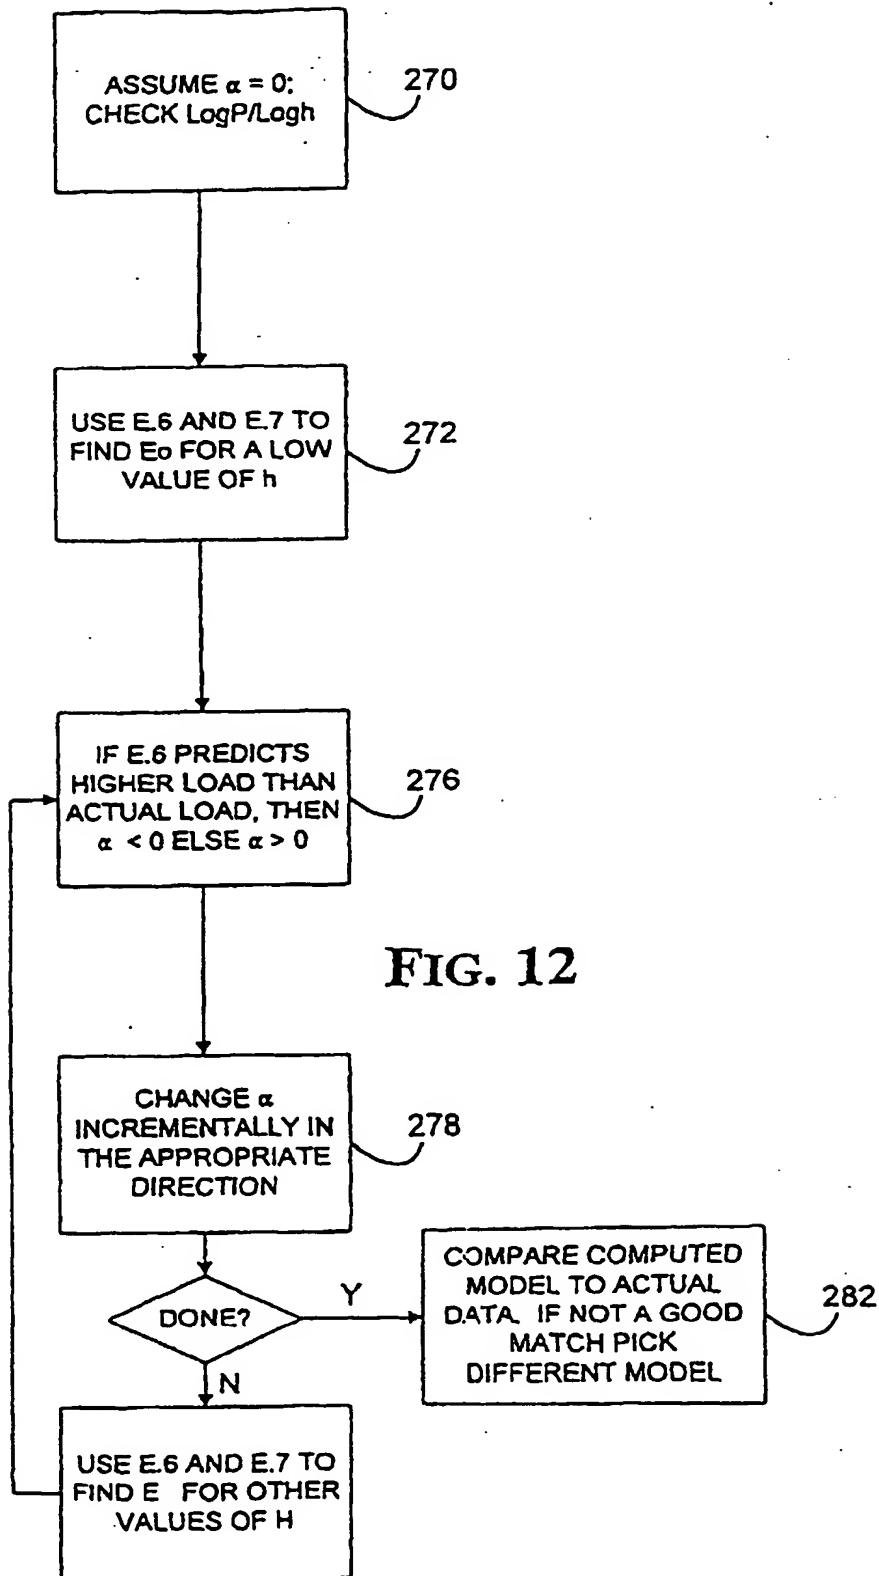 ASSUME α = 0:
CHECK LogP/Logh
270
USE E.6 AND E.7 TO
FIND Eo FOR A LOW
VALUE OF h
272
IF E.6 PREDICTS
HIGHER LOAD THAN
ACTUAL LOAD, THEN
α < 0 ELSE α > 0
276
FIG. 12
CHANGE α
INCREMENTALLY IN
THE APPROPRIATE
DIRECTION
278
DONE?
Y
N
COMPARE COMPUTED
MODEL TO ACTUAL
DATA. IF NOT A GOOD
MATCH PICK
DIFFERENT MODEL
282
USE E.6 AND E.7 TO
FIND E FOR OTHER
VALUES OF H